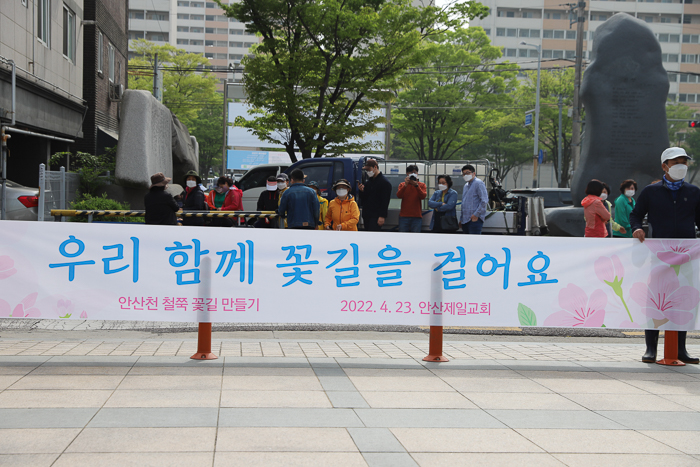 우리 함께 꽃길을 걸어요
안산천 철쭉 꽃길 만들기
2022. 4. 23. 안산제일교회